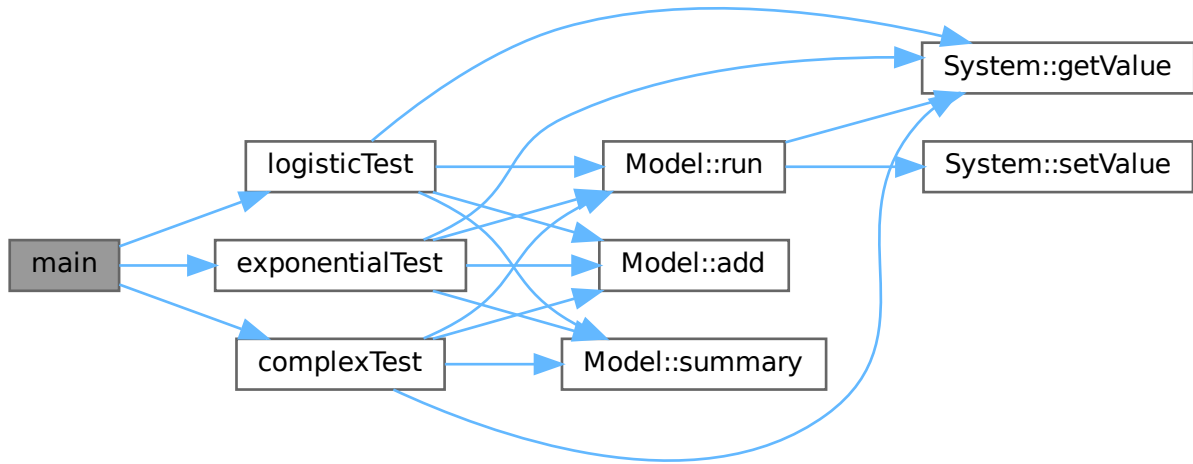 main
logisticTest
exponentialTest
complexTest
Model::run
Model::add
Model::summary
System::getValue
System::setValue